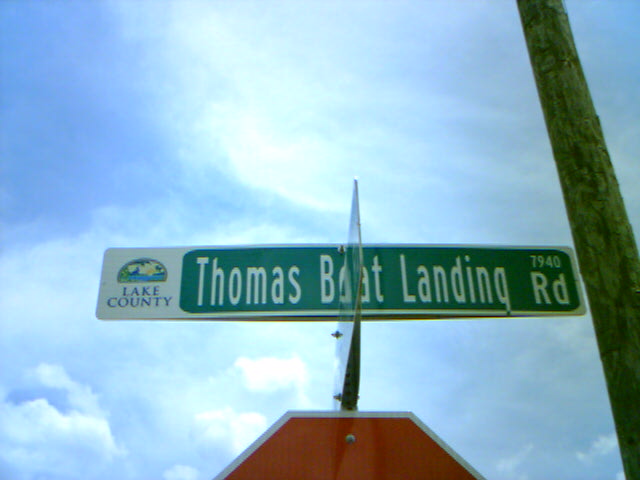 LAKE
COUNTY
Thomas Boat Landing
7940
Rd